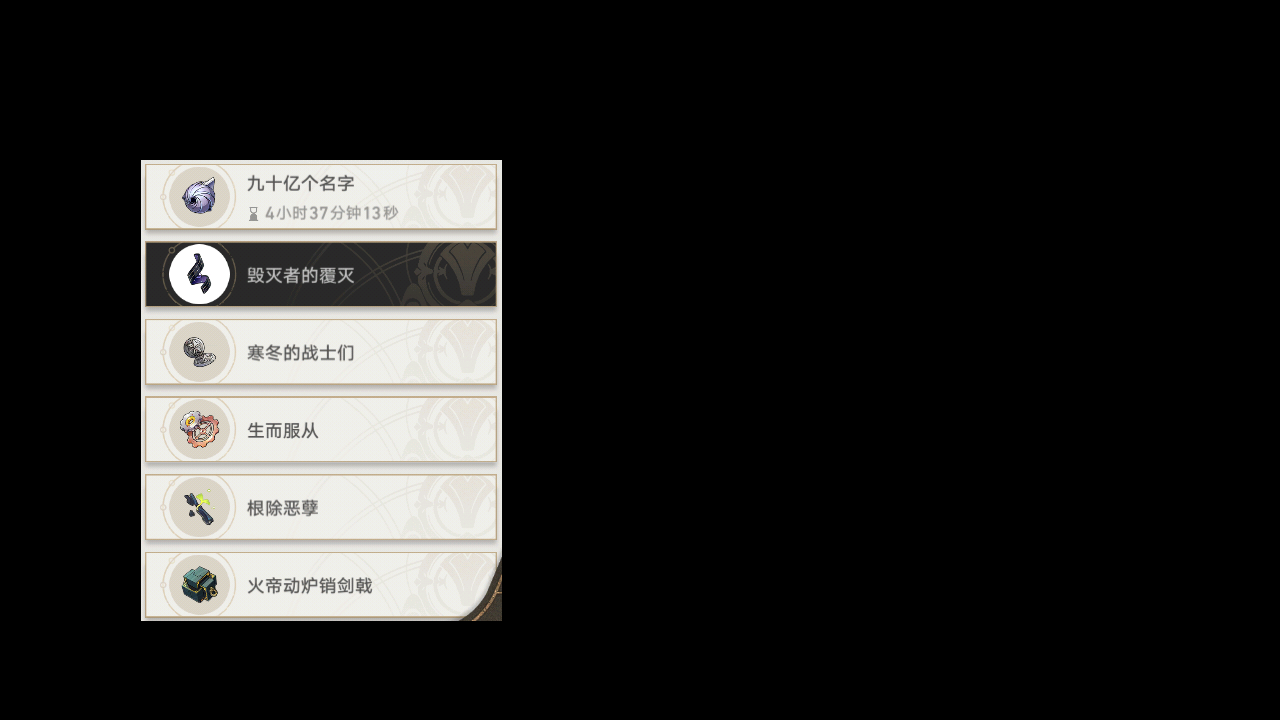 九十亿个名字
4小时37分钟13秒
毁灭者的覆灭
寒冬的战士们
生而服从
根除恶孽
火帝动炉销剑戟